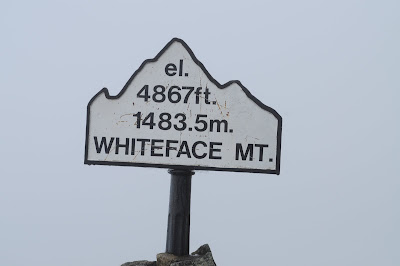 el.
4867ft.
1483.5m.
WHITEFACE MT.